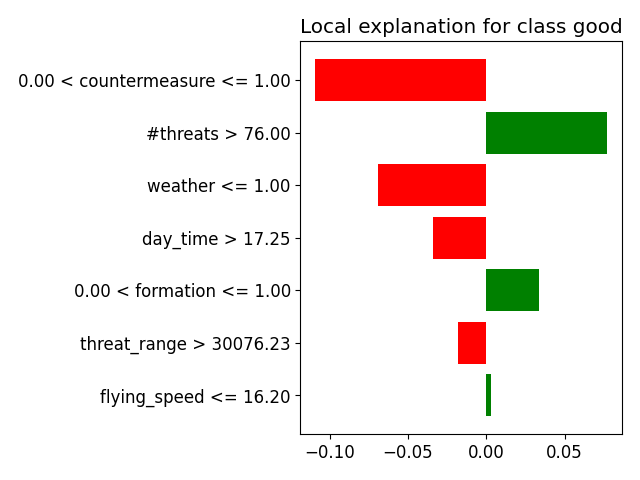 Local explanation for class good
0.00 < countermeasure <= 1.00
#threats > 76.00
weather <= 1.00
day_time > 17.25
0.00 < formation <= 1.00
threat_range > 30076.23
flying_speed <= 16.20
−0.10 −0.05 0.00 0.05